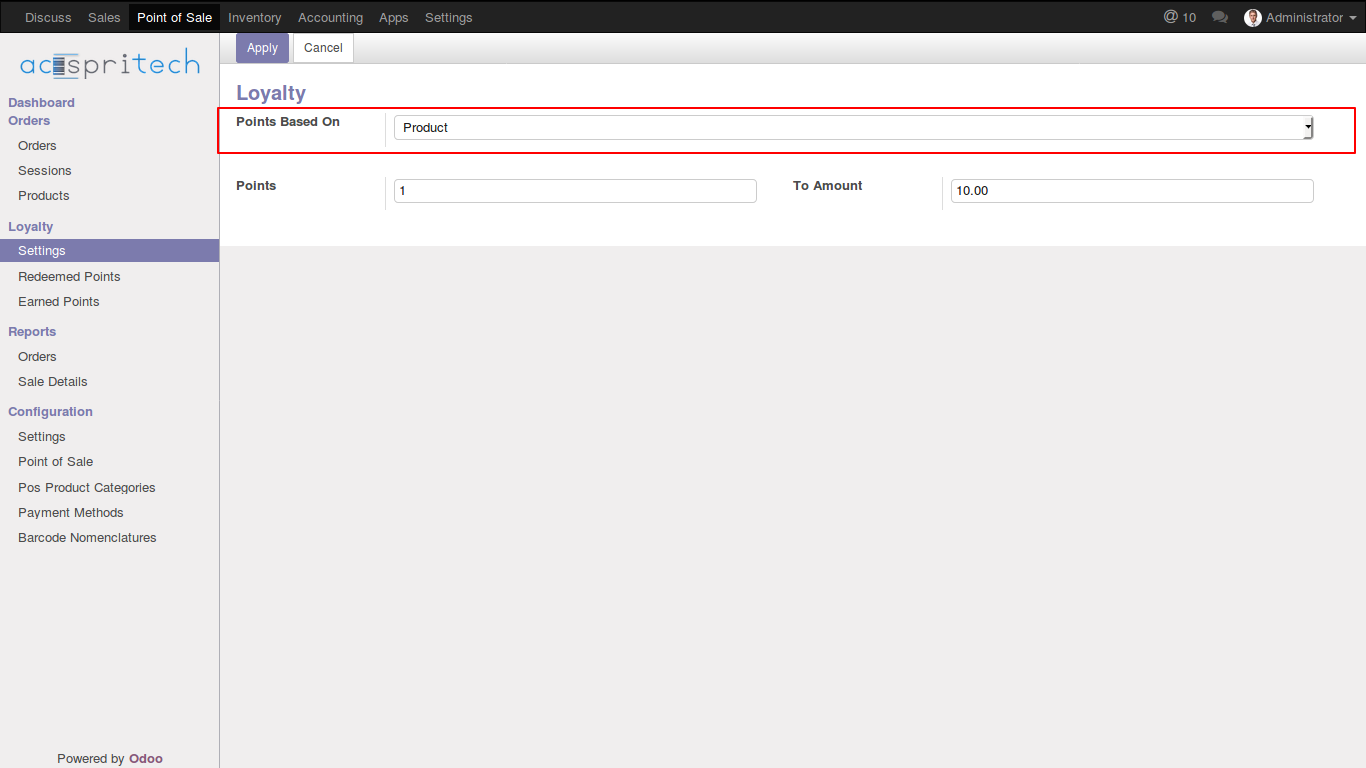 Discuss Sales Point of Sale Inventory Accounting Apps Settings @ 10 Administrator
Apply Cancel
Dashboard
Orders
Orders
Sessions
Products
Loyalty
Settings
Redeemed Points
Earned Points
Reports
Orders
Sale Details
Configuration
Settings
Point of Sale
Pos Product Categories
Payment Methods
Barcode Nomenclatures
Powered by Odoo
Loyalty
Points Based On Product
Points 1 To Amount 10.00